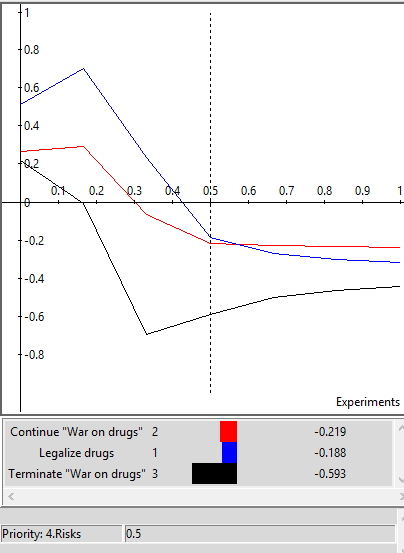 1
0.8
0.6
0.4
0.2
0.1 0.2 0.3 0.4 0.5 0.6 0.7 0.8 0.9 1
0
-0.2
-0.4
-0.6
-0.8
Experiments
Continue "War on drugs" 2 -0.219
Legalize drugs 1 -0.188
Terminate "War on drugs" 3 -0.593
Priority: 4.Risks 0.5